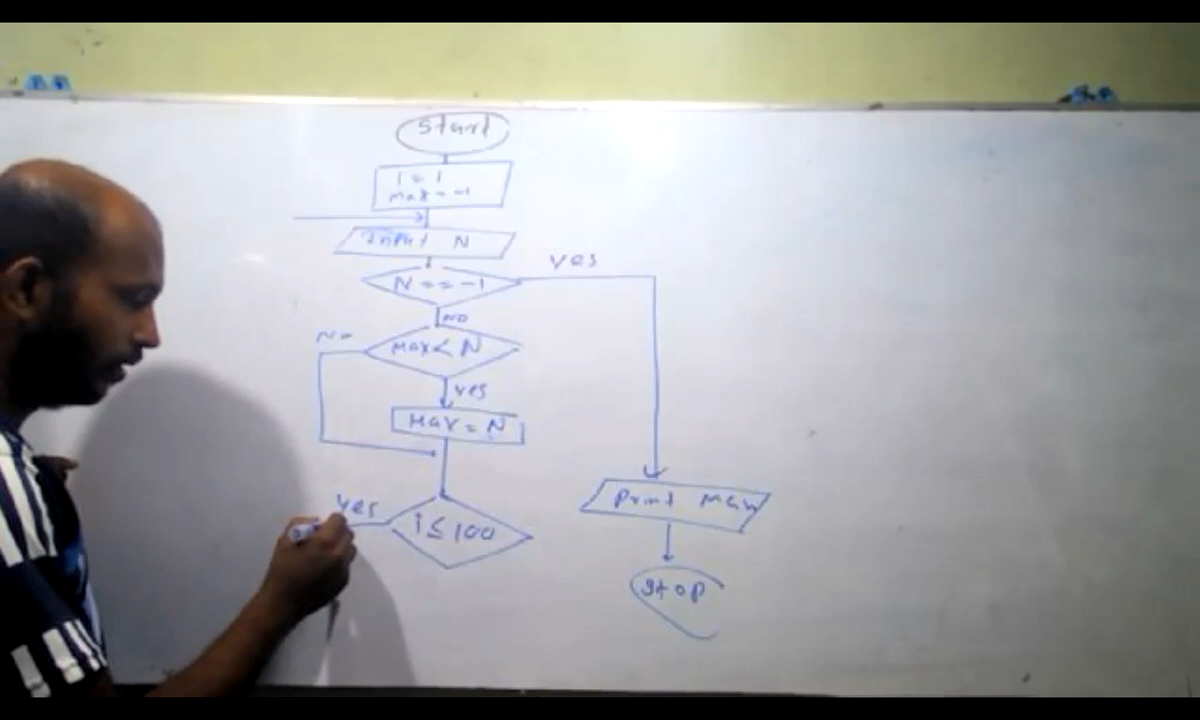 Start
i = 1
max = -1
Input N
N == -1
yes
No
No
Max < N
yes
Max = N
yes
i ≤ 100
Print Max
Stop